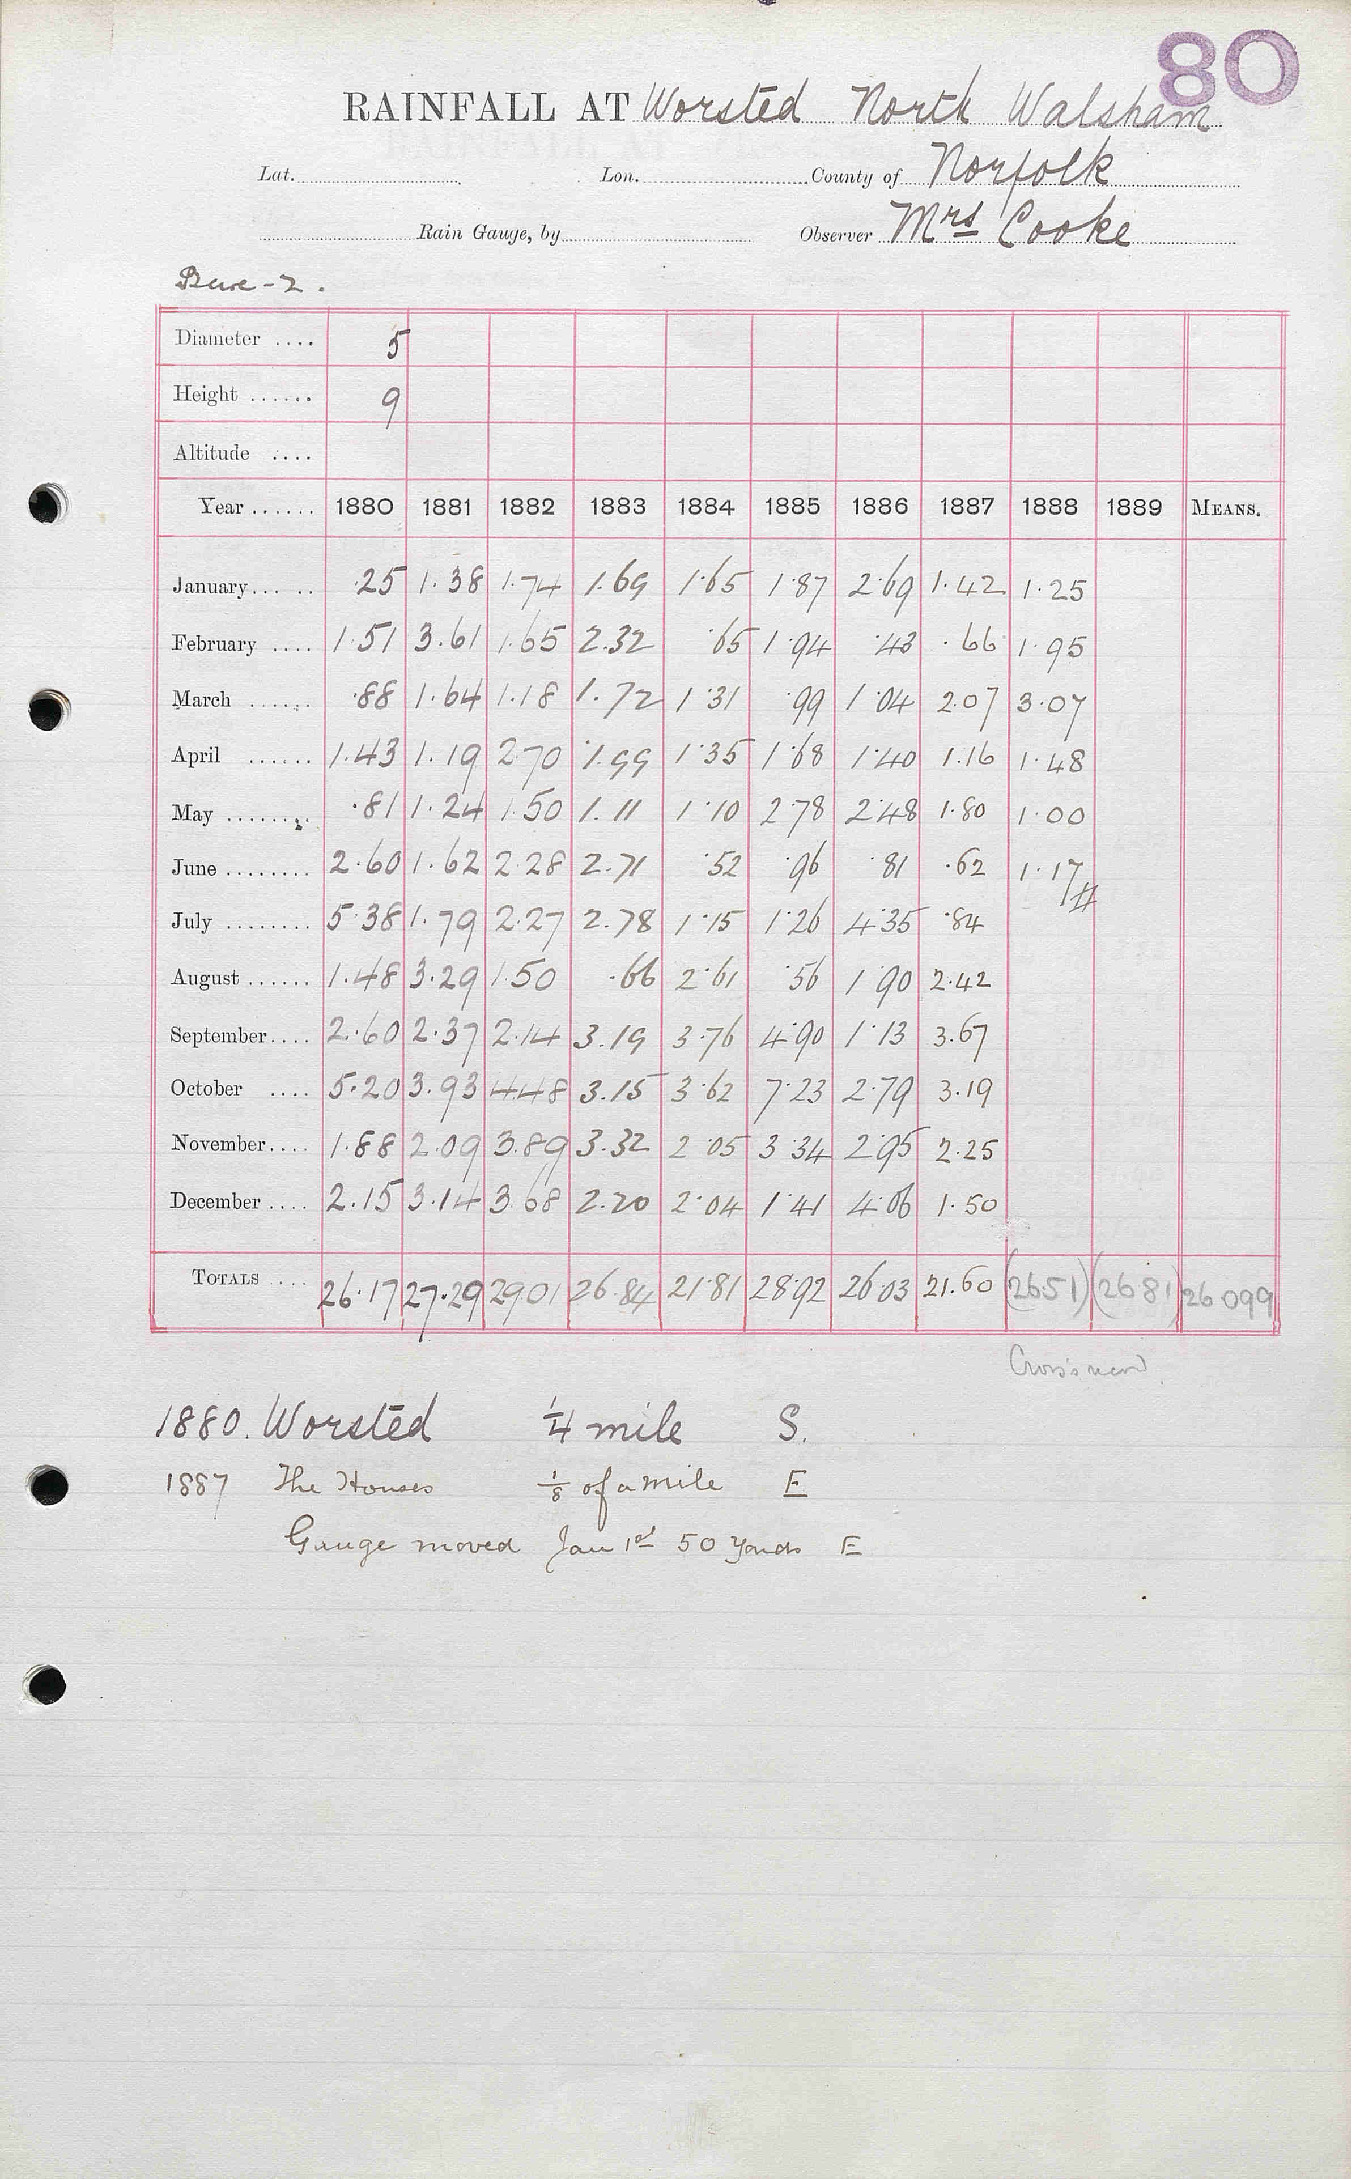 80
RAINFALL AT Worsted North Walsham
Lat. Lon. County of Norfolk
Rain Gauge, by Observer Mrs Cooke
Bure - 2.
Diameter .... 5
Height ...... 9
Altitude ....
Year ...... 1880 1881 1882 1883 1884 1885 1886 1887 1888 1889 MEANS.
January ... .. .25 1.38 1.74 1.69 1.65 1.87 2.69 1.42 1.25
February .... 1.51 3.61 1.65 2.32 .65 1.94 .43 .66 1.95
March ...... .88 1.64 1.18 1.72 1.31 .99 1.04 2.07 3.07
April ...... 1.43 1.19 2.70 1.99 1.35 1.68 1.40 1.16 1.48
May ....... .81 1.24 1.50 1.11 1.10 2.78 2.48 1.80 1.00
June ........ 2.60 1.62 2.28 2.71 .52 .96 .81 .62 1.17//
July ........ 5.38 1.79 2.27 2.78 1.15 1.26 4.35 .84
August ...... 1.48 3.29 1.50 .66 2.61 .56 1.90 2.42
September.... 2.60 2.37 2.14 3.19 3.76 4.90 1.13 3.67
October .... 5.20 3.93 4.48 3.15 3.62 7.23 2.79 3.19
November.... 1.88 2.09 3.89 3.32 2.05 3.34 2.95 2.25
December .... 2.15 3.14 3.68 2.20 2.04 1.41 4.06 1.50
TOTALS .... 26.17 27.29 29.01 26.84 21.81 28.92 26.03 21.60 (26.51) (26.81) 26.099
1880. Worsted 1/4 mile S.
1887 The Houses 1/8 of a mile E
Gauge moved Jan 1st 50 Yards E